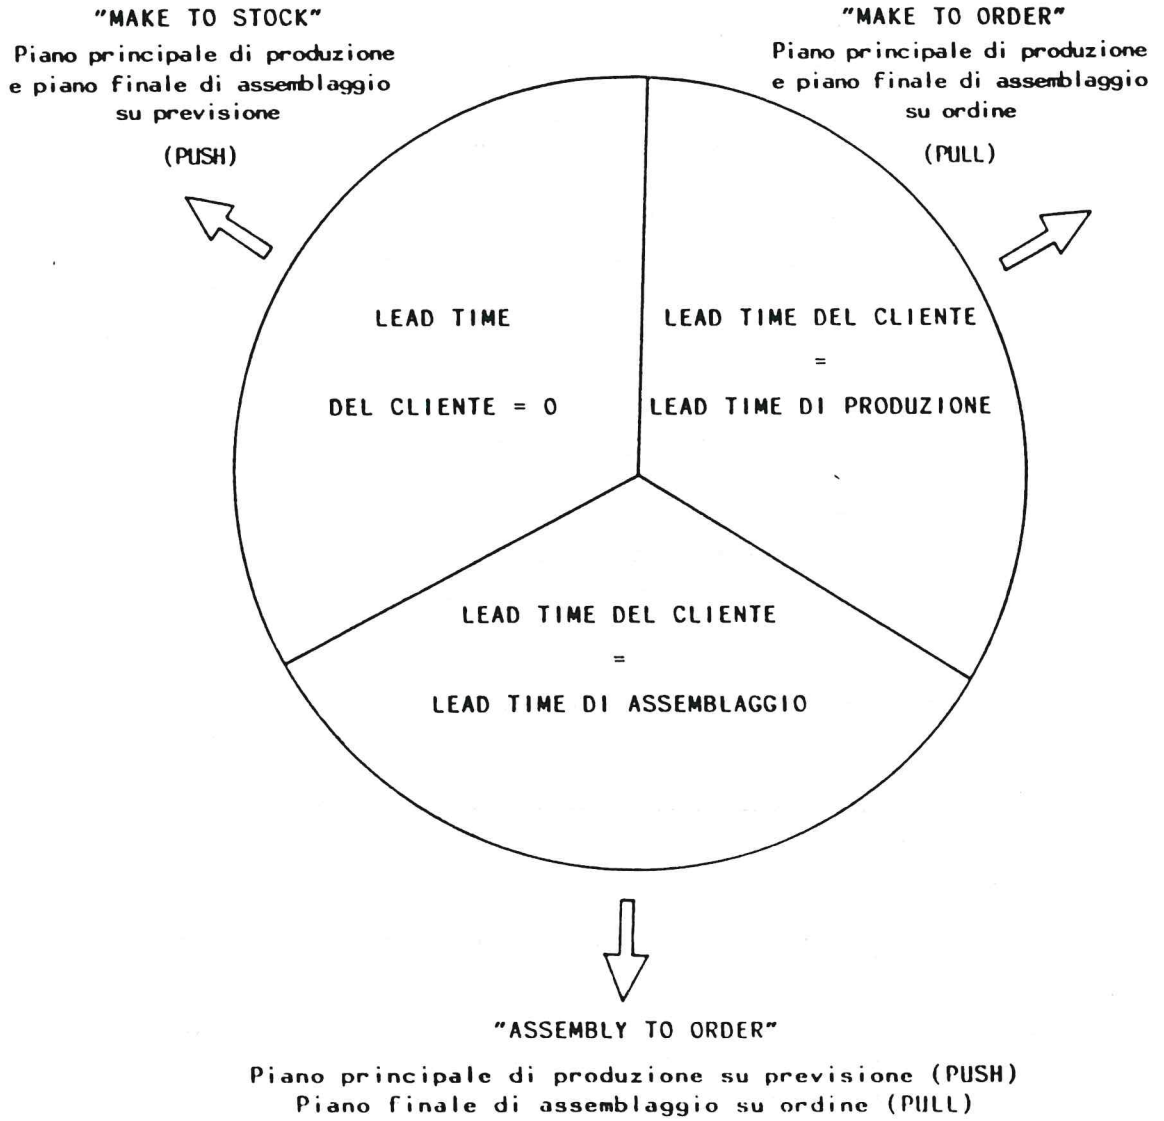 "MAKE TO STOCK"
Piano principale di produzione
e piano finale di assemblaggio
su previsione
(PUSH)
"MAKE TO ORDER"
Piano principale di produzione
e piano finale di assemblaggio
su ordine
(PULL)
LEAD TIME
DEL CLIENTE = 0
LEAD TIME DEL CLIENTE
=
LEAD TIME DI PRODUZIONE
LEAD TIME DEL CLIENTE
=
LEAD TIME DI ASSEMBLAGGIO
"ASSEMBLY TO ORDER"
Piano principale di produzione su previsione (PUSH)
Piano finale di assemblaggio su ordine (PULL)